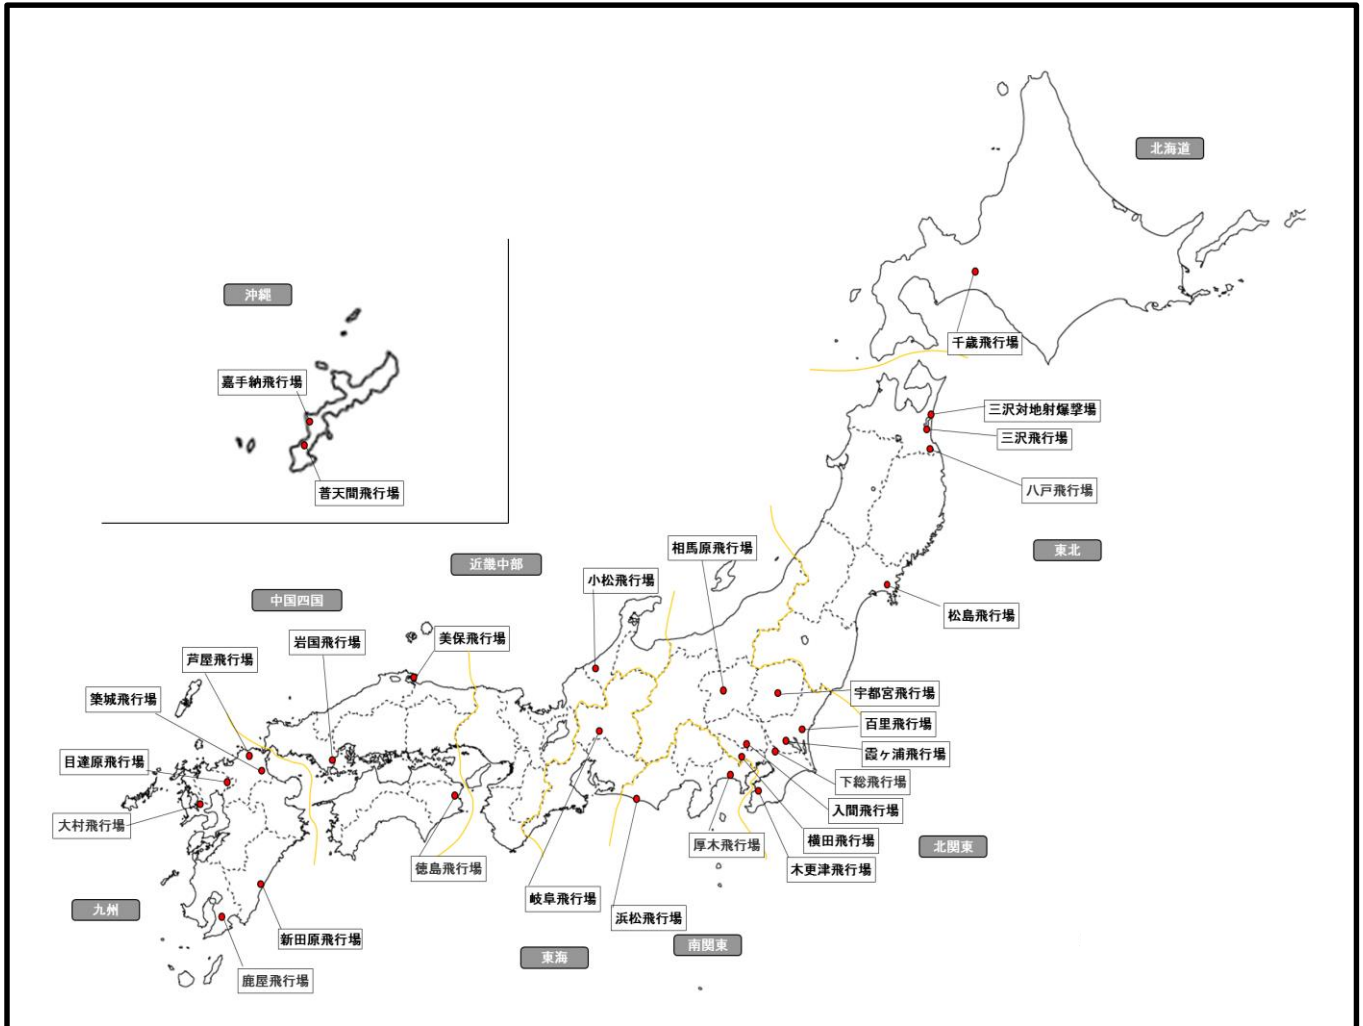 北海道
沖縄
千歳飛行場
嘉手納飛行場
三沢対地射爆撃場
三沢飛行場
普天間飛行場
八戸飛行場
相馬原飛行場
東北
近畿中部
小松飛行場
中国四国
松島飛行場
岩国飛行場
美保飛行場
芦屋飛行場
築城飛行場
宇都宮飛行場
百里飛行場
目達原飛行場
霞ヶ浦飛行場
下総飛行場
入間飛行場
大村飛行場
厚木飛行場
横田飛行場
北関東
徳島飛行場
木更津飛行場
岐阜飛行場
九州
浜松飛行場
新田原飛行場
南関東
東海
鹿屋飛行場